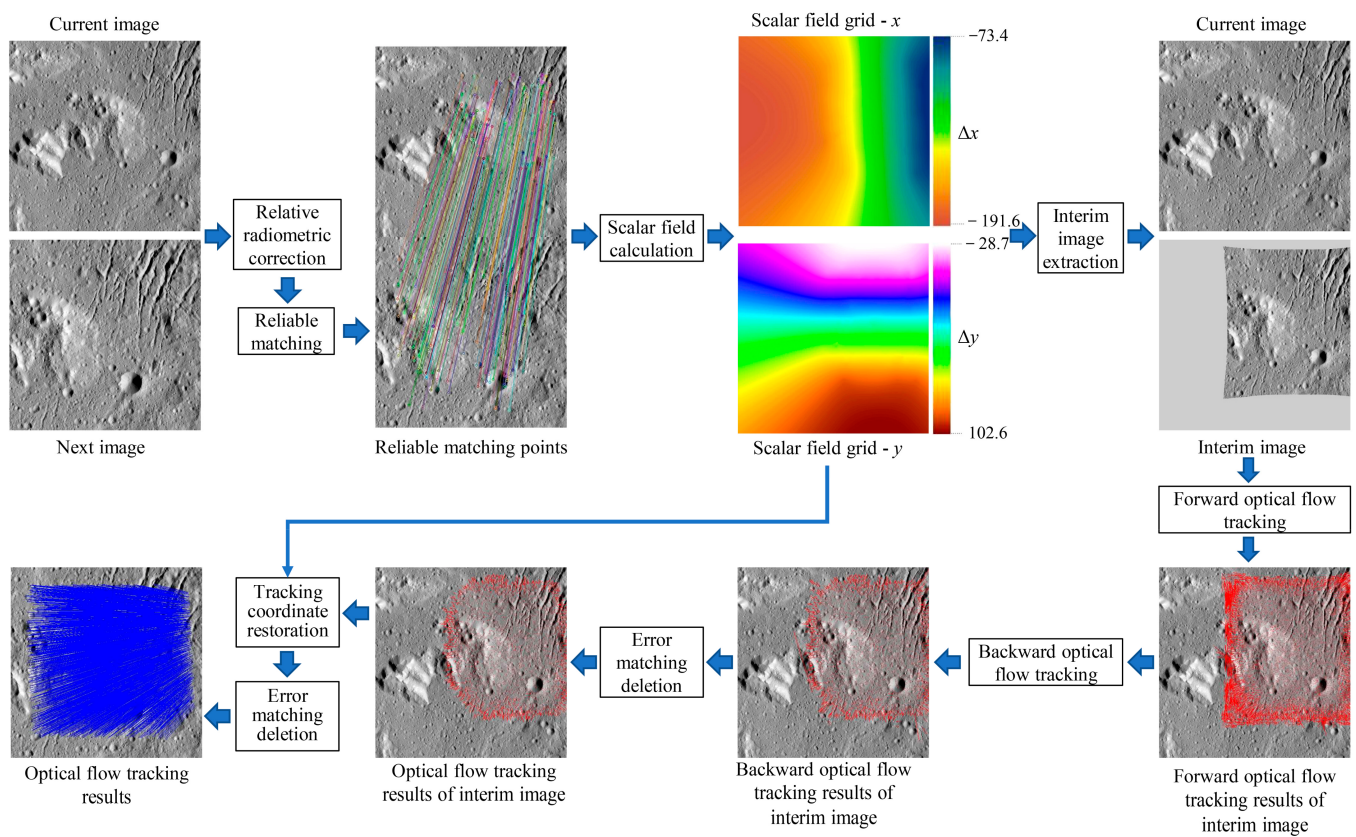 Current image
Next image
Relative
radiometric
correction
Reliable
matching
Reliable matching points
Scalar field
calculation
Scalar field grid - x
−73.4
Δx
− 191.6
− 28.7
Δy
102.6
Scalar field grid - y
Interim
image
extraction
Current image
Interim image
Forward optical flow
tracking
Forward optical flow
tracking results of
interim image
Backward optical
flow tracking
Backward optical flow
tracking results of
interim image
Error
matching
deletion
Optical flow tracking
results of interim image
Tracking
coordinate
restoration
Error
matching
deletion
Optical flow tracking
results